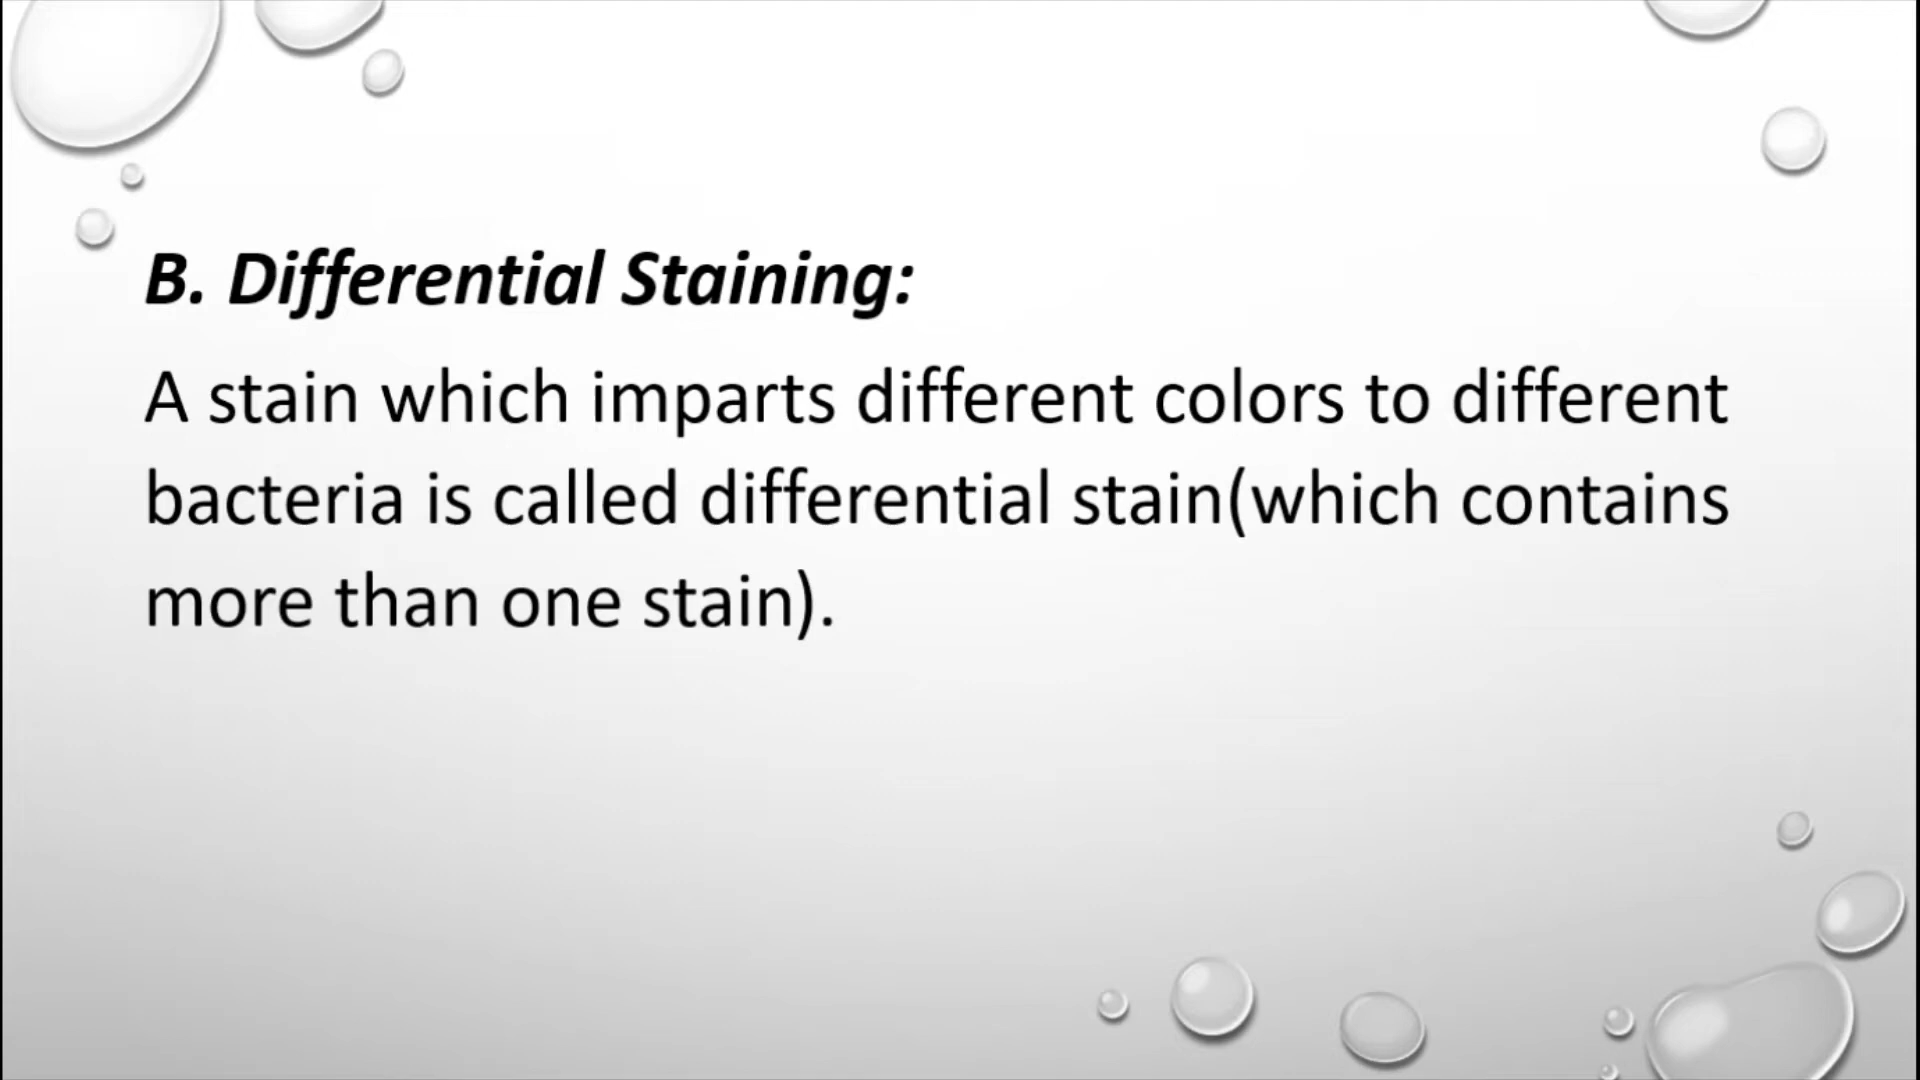 B. Differential Staining:
A stain which imparts different colors to different
bacteria is called differential stain(which contains
more than one stain).